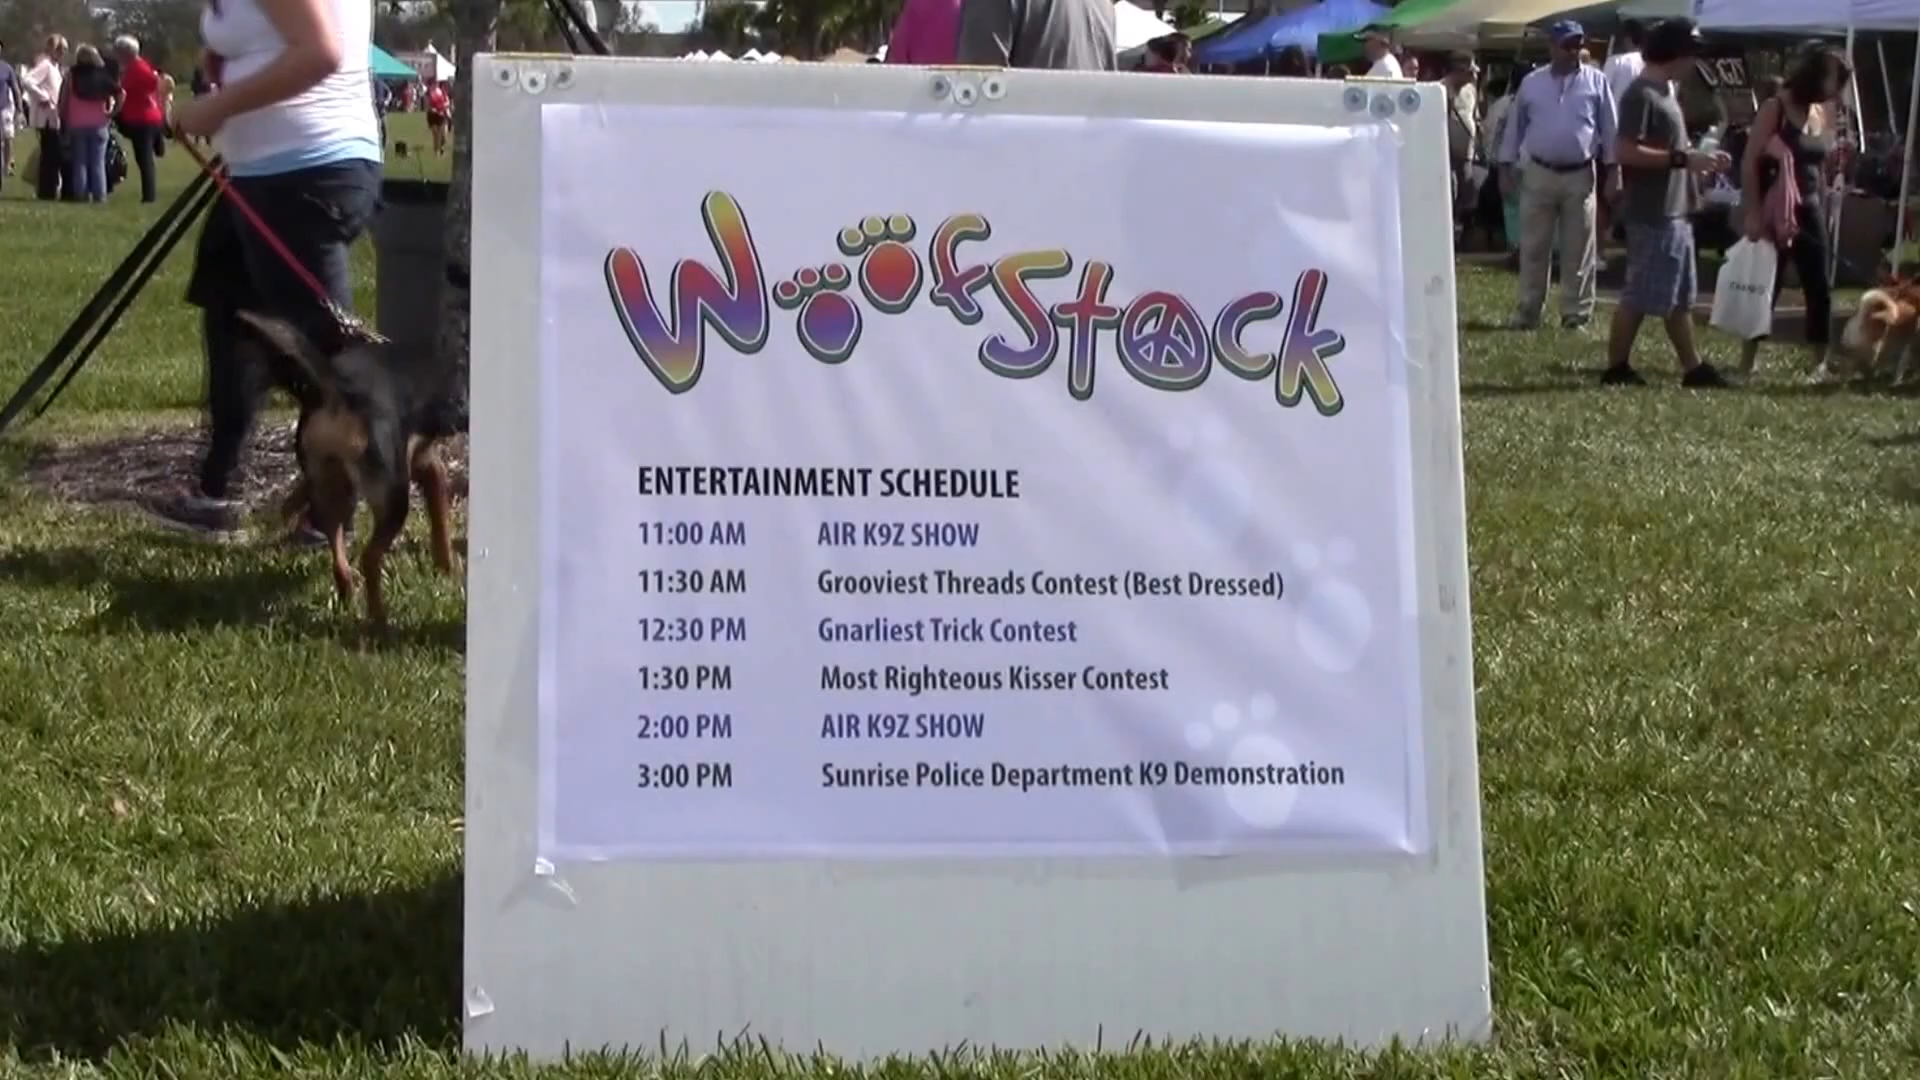 Woofstock
ENTERTAINMENT SCHEDULE
11:00 AM AIR K9Z SHOW
11:30 AM Grooviest Threads Contest (Best Dressed)
12:30 PM Gnarliest Trick Contest
1:30 PM Most Righteous Kisser Contest
2:00 PM AIR K9Z SHOW
3:00 PM Sunrise Police Department K9 Demonstration